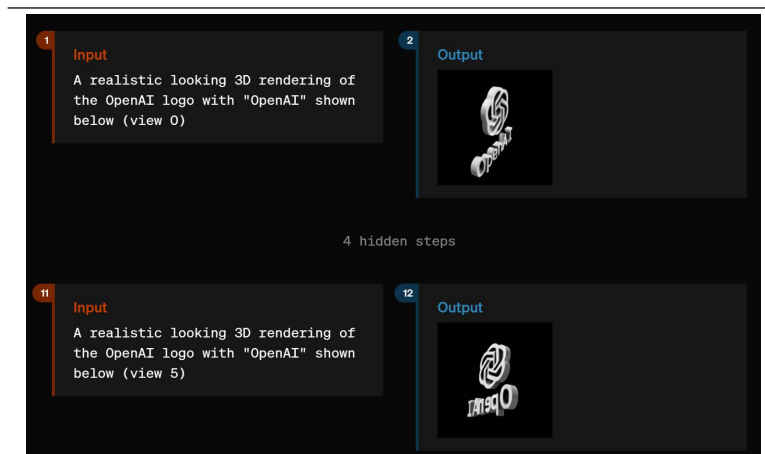 1
Input
A realistic looking 3D rendering of
the OpenAI logo with "OpenAI" shown
below (view 0)
2
Output
OpenAI
4 hidden steps
11
Input
A realistic looking 3D rendering of
the OpenAI logo with "OpenAI" shown
below (view 5)
12
Output
OpenAI